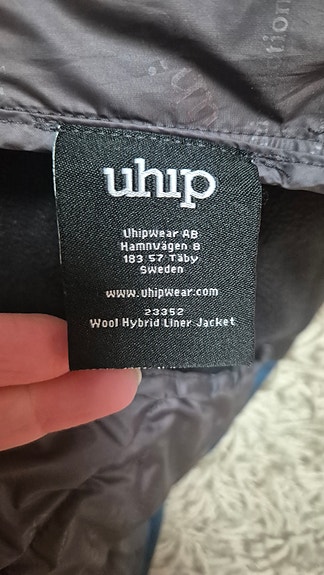 uhip
UhipWear AB
Hamnvägen 8
183 57 Täby
Sweden
www.uhipwear.com
23352
Wool Hybrid Liner Jacket